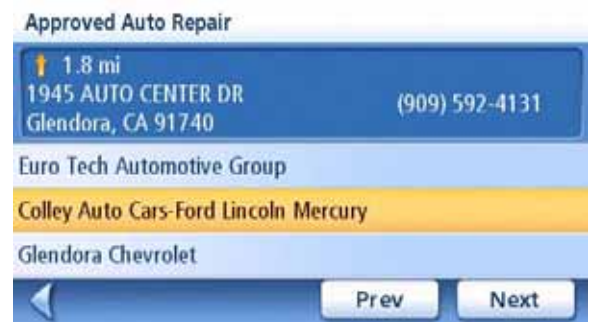 Approved Auto Repair
1.8 mi
1945 AUTO CENTER DR
(909) 592-4131
Glendora, CA 91740
Euro Tech Automotive Group
Colley Auto Cars-Ford Lincoln Mercury
Glendora Chevrolet
Prev
Next